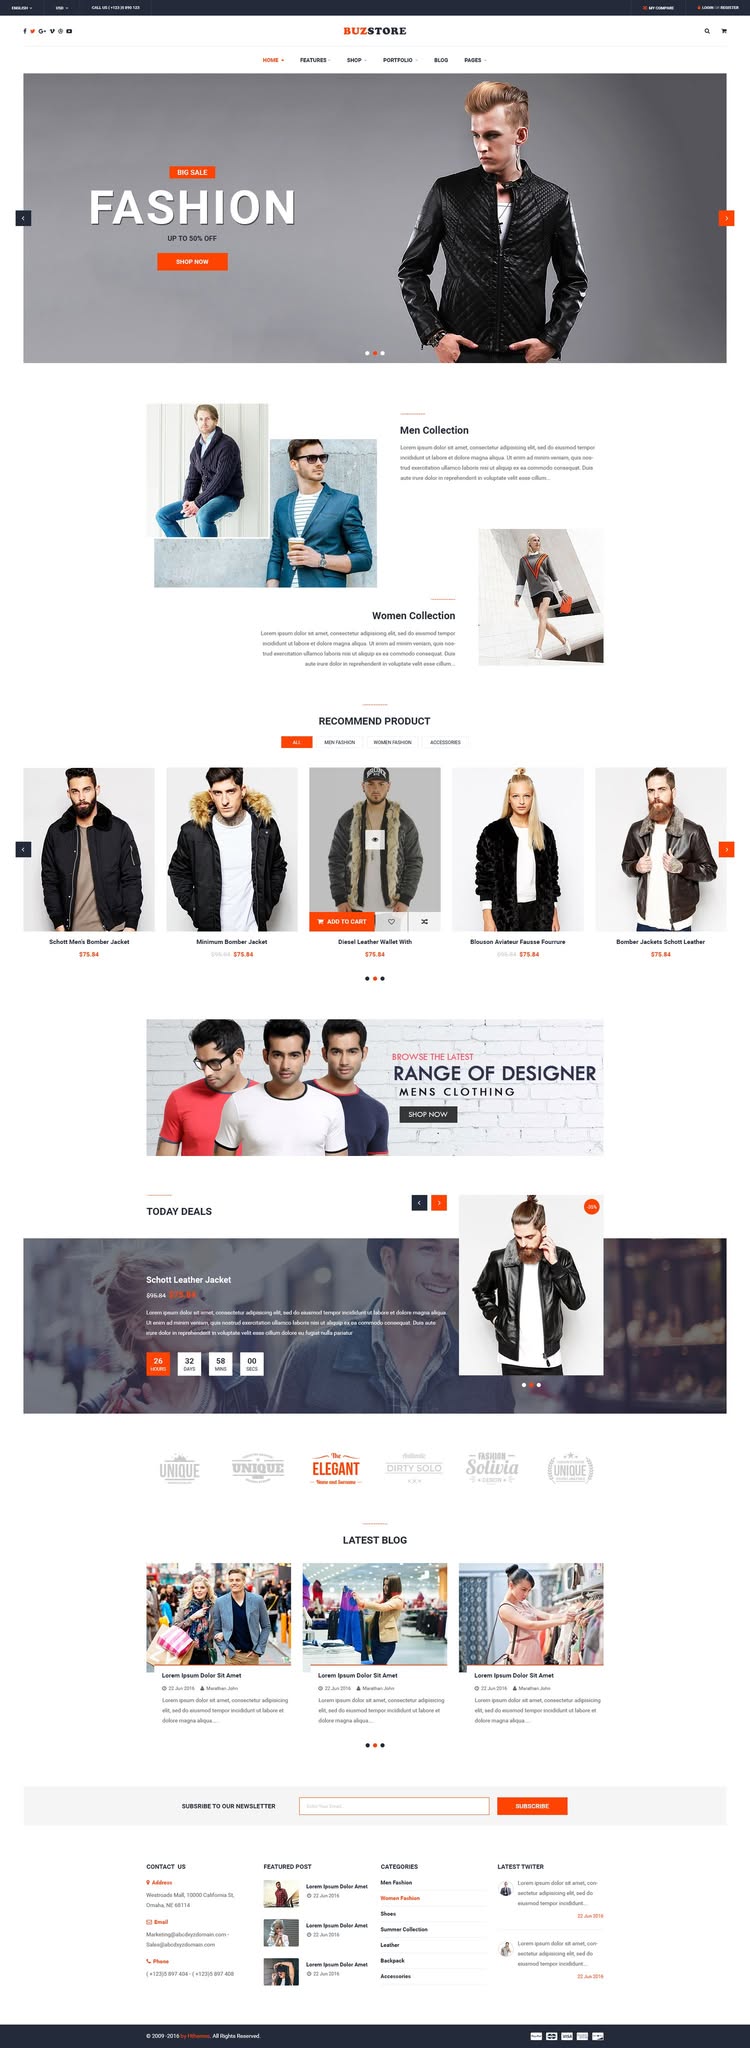 ENGLISH
USD
CALL US (+123)5 890 123
MY COMPARE
LOGIN OR REGISTER
BUZSTORE
HOME
FEATURES
SHOP
PORTFOLIO
BLOG
PAGES
BIG SALE
FASHION
UP TO 50% OFF
SHOP NOW
Men Collection
Lorem ipsum dolor sit amet, consectetur adipisicing elit, sed do eiusmod tempor
incididunt ut labore et dolore magna aliqua. Ut enim ad minim veniam, quis nos-
trud exercitation ullamco laboris nisi ut aliquip ex ea commodo consequat. Duis
aute irure dolor in reprehenderit in voluptate velit esse cillum...
Women Collection
Lorem ipsum dolor sit amet, consectetur adipisicing elit, sed do eiusmod tempor
incididunt ut labore et dolore magna aliqua. Ut enim ad minim veniam, quis nos-
trud exercitation ullamco laboris nisi ut aliquip ex ea commodo consequat. Duis
aute irure dolor in reprehenderit in voluptate velit esse cillum...
RECOMMEND PRODUCT
ALL
MEN FASHION
WOMEN FASHION
ACCESSORIES
ADD TO CART
Schott Men's Bomber Jacket
$75.84
Minimum Bomber Jacket
$95.84 $75.84
Diesel Leather Wallet With
$75.84
Blouson Aviateur Fausse Fourrure
$95.84 $75.84
Bomber Jackets Schott Leather
$75.84
BROWSE THE LATEST
RANGE OF DESIGNER
MENS CLOTHING
SHOP NOW
TODAY DEALS
Schott Leather Jacket
$95.84 $75.84
Lorem ipsum dolor sit amet, consectetur adipisicing elit, sed do eiusmod tempor incididunt ut labore et dolore magna aliqua.
Ut enim ad minim veniam, quis nostrud exercitation ullamco laboris nisi ut aliquip ex ea commodo consequat. Duis aute
irure dolor in reprehenderit in voluptate velit esse cillum dolore eu fugiat nulla pariatur
26 HOURS
32 DAYS
58 MINS
00 SECS
UNIQUE
UNIQUE
The
ELEGANT
Name and Surname
Authentic
DIRTY SOLO
FASHION
Solivia
DESIGN
UNIQUE
LATEST BLOG
Lorem Ipsum Dolor Sit Amet
22 Jun 2016 Marathan John
Lorem ipsum dolor sit amet, consectetur adipisicing
elit, sed do eiusmod tempor incididunt ut labore et
dolore magna aliqua....
Lorem Ipsum Dolor Sit Amet
22 Jun 2016 Marathan John
Lorem ipsum dolor sit amet, consectetur adipisicing
elit, sed do eiusmod tempor incididunt ut labore et
dolore magna aliqua....
Lorem Ipsum Dolor Sit Amet
22 Jun 2016 Marathan John
Lorem ipsum dolor sit amet, consectetur adipisicing
elit, sed do eiusmod tempor incididunt ut labore et
dolore magna aliqua....
SUBSRIBE TO OUR NEWSLETTER
Enter Your Email...
SUBSCRIBE
CONTACT US
Address
Westroads Mall, 10000 California St,
Omaha, NE 68114
Email
Marketing@abcdxyzdomain.com -
Sales@abcdxyzdomain.com
Phone
( +123)5 897 404 - ( +123)5 897 408
FEATURED POST
Lorem Ipsum Dolor Amet
22 Jun 2016
Lorem Ipsum Dolor Amet
22 Jun 2016
Lorem Ipsum Dolor Amet
22 Jun 2016
CATEGORIES
Men Fashion
Women Fashion
Shoes
Summer Collection
Leather
Backpack
Accessories
LATEST TWITER
Lorem ipsum dolor sit amet, con-
sectetur adipisicing elit, sed do
eiusmod tempor incididunt...
22 Jun 2016
Lorem ipsum dolor sit amet, con-
sectetur adipisicing elit, sed do
eiusmod tempor incididunt...
22 Jun 2016
© 2009 -2016 by Hthemes. All Rights Reserved.
VISA